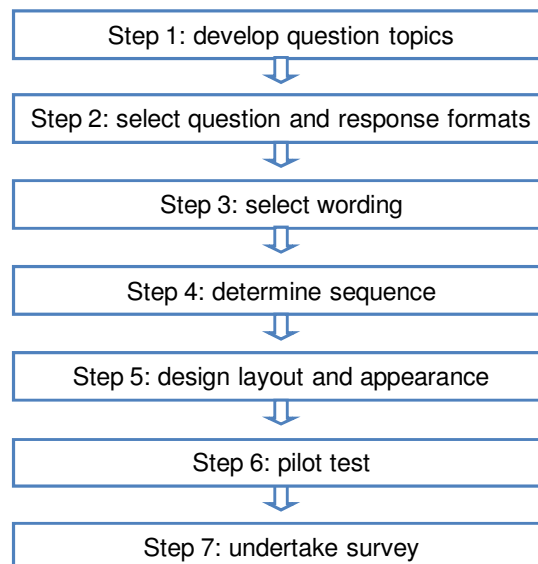 Step 1: develop question topics
Step 2: select question and response formats
Step 3: select wording
Step 4: determine sequence
Step 5: design layout and appearance
Step 6: pilot test
Step 7: undertake survey